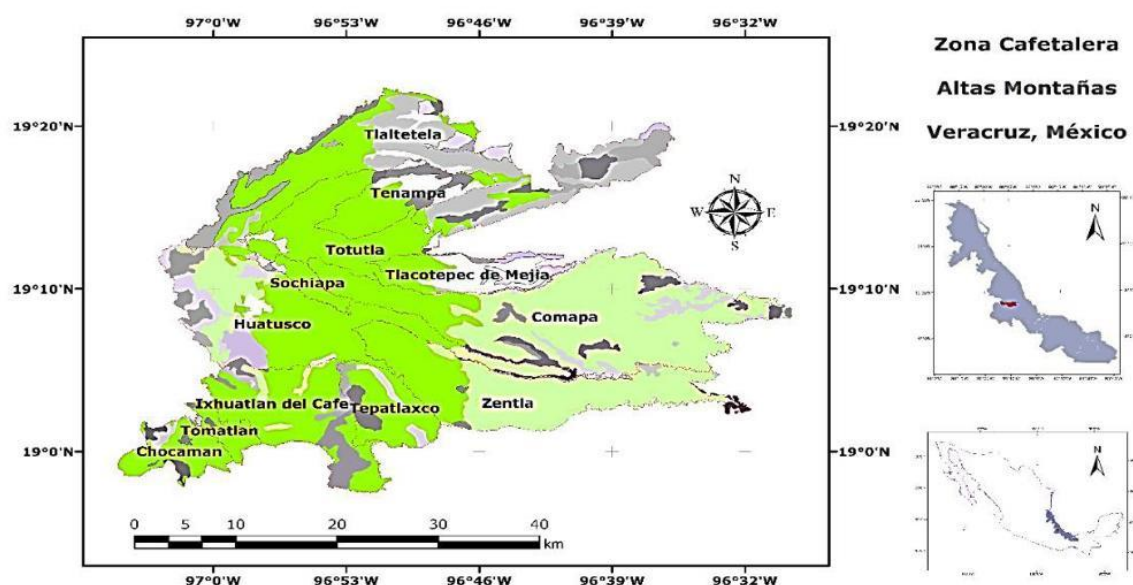 97°0'W 96°53'W 96°46'W 96°39'W 96°32'W
Zona Cafetalera
Altas Montañas
Veracruz, México
19°20'N
19°20'N
Tlaltetela
Tenampa
N
W
E
S
Totutla
Tlacotepec de Mejia
Sochiapa
19°10'N
19°10'N
Comapa
Huatusco
Ixhuatlan del Cafe
Tepatlaxco
Zentla
Tomatlan
Chocaman
19°0'N
19°0'N
0 5 10 20 30 40
km
97°0'W 96°53'W 96°46'W 96°39'W 96°32'W
N
N